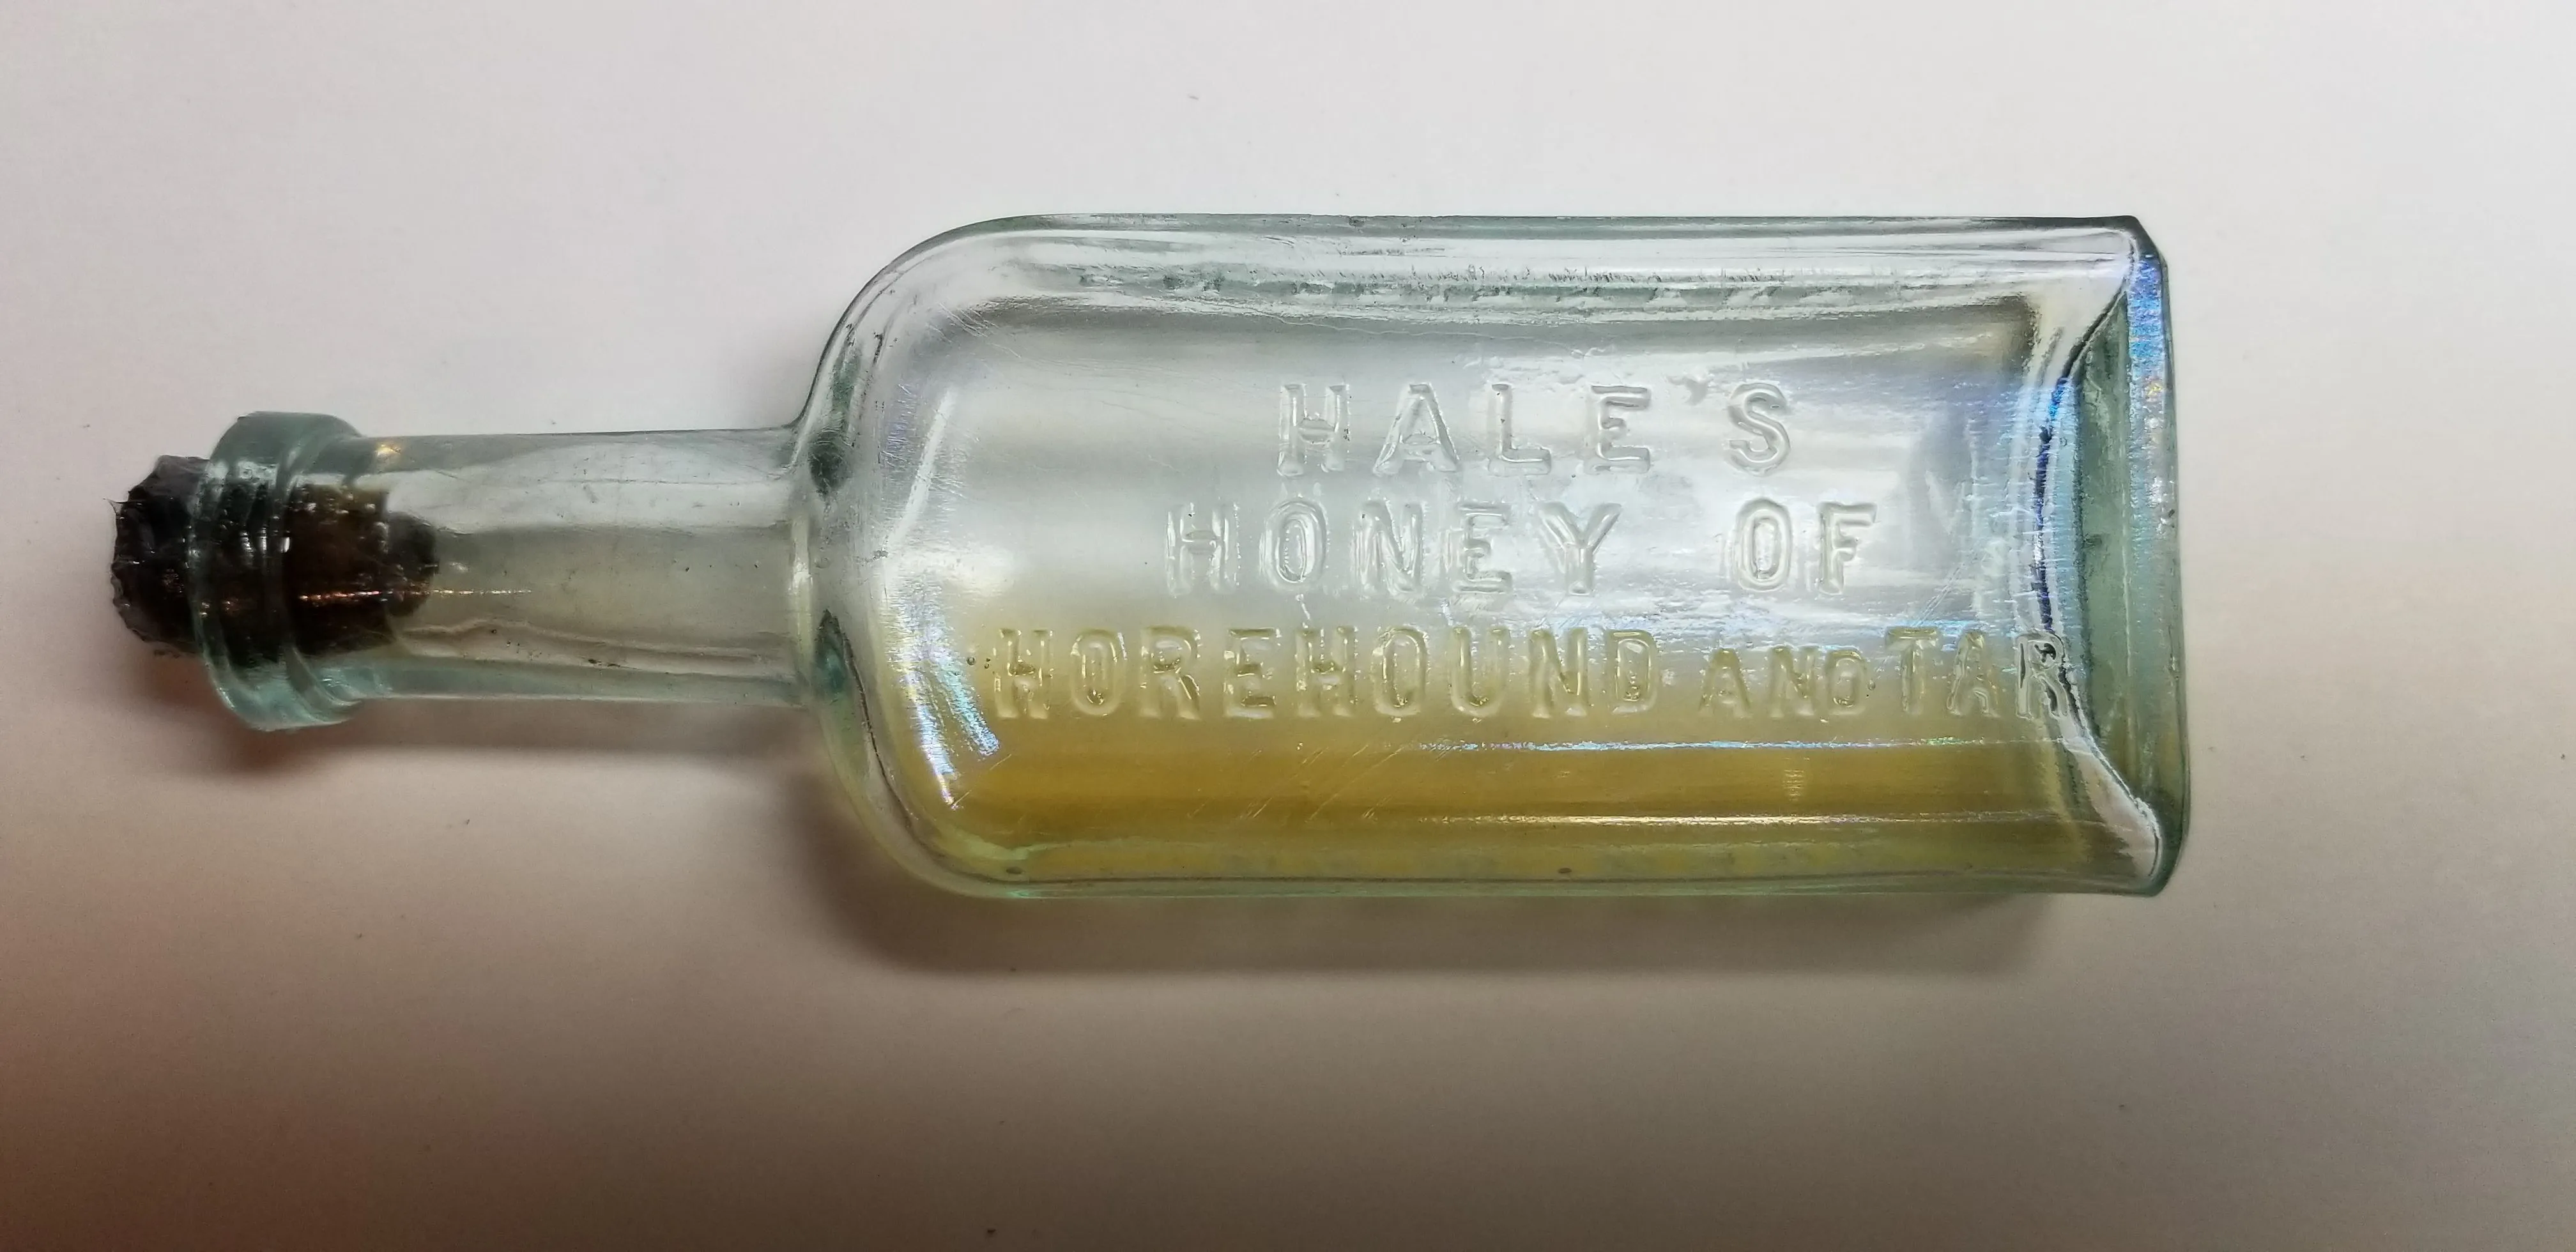 HALE'S
HONEY OF
HOREHOUND AND TAR